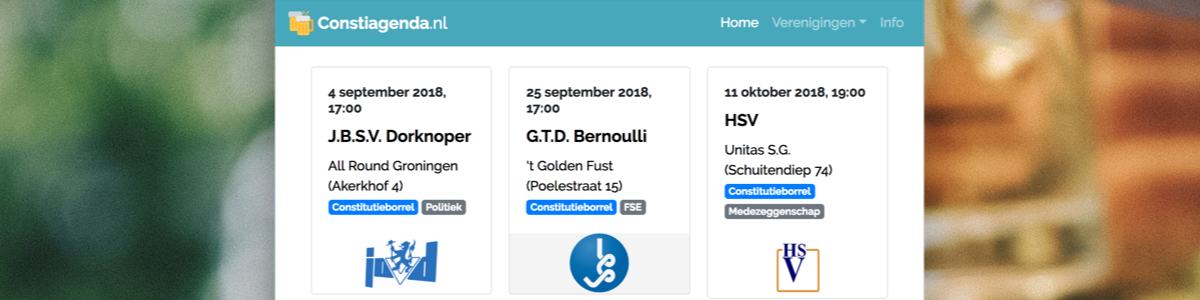 Constiagenda.nl
Home Verenigingen Info
4 september 2018,
17:00
J.B.S.V. Dorknoper
All Round Groningen
(Akerkhof 4)
Constitutieborrel Politiek
jovd
25 september 2018,
17:00
G.T.D. Bernoulli
't Golden Fust
(Poelestraat 15)
Constitutieborrel FSE
11 oktober 2018, 19:00
HSV
Unitas S.G.
(Schuitendiep 74)
Constitutieborrel
Medezeggenschap
HS
V